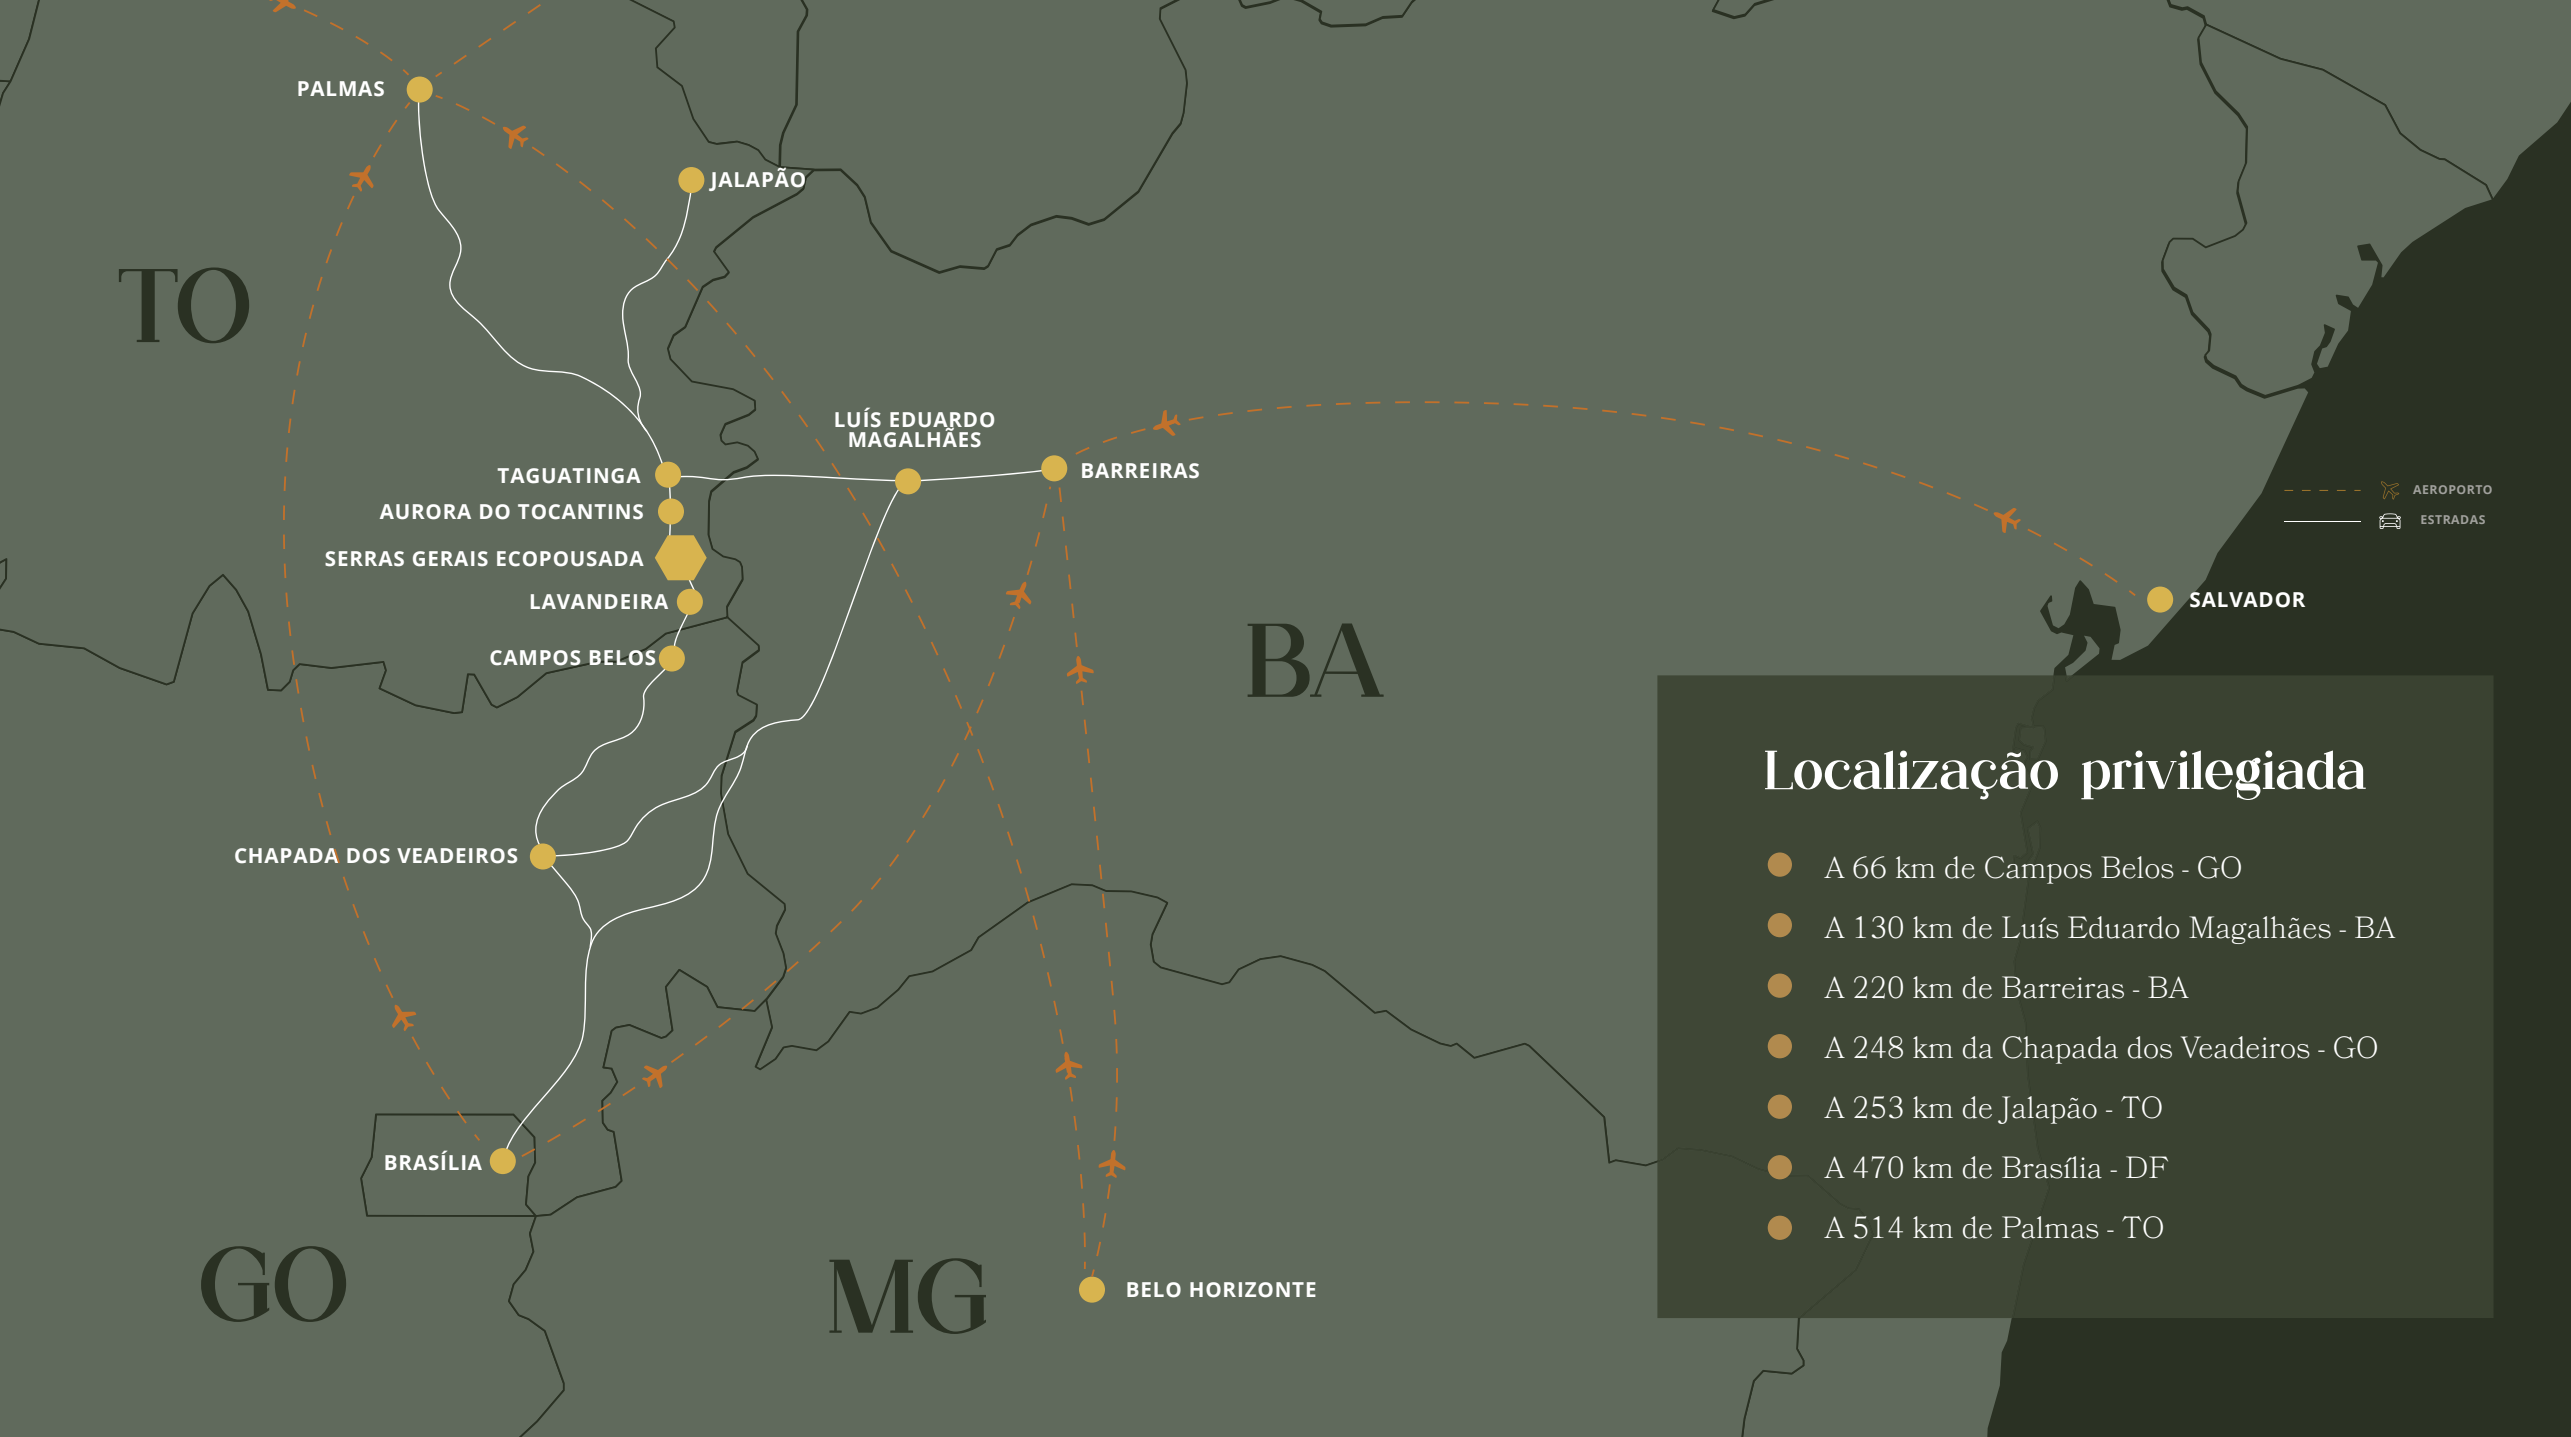 PALMAS
JALAPÃO
TO
LUÍS EDUARDO
MAGALHÃES
TAGUATINGA
BARREIRAS
AURORA DO TOCANTINS
SERRAS GERAIS ECOPOUSADA
LAVANDEIRA
CAMPOS BELOS
BA
AEROPORTO
ESTRADAS
SALVADOR
CHAPADA DOS VEADEIROS
BRASÍLIA
GO
MG
BELO HORIZONTE
Localização privilegiada
A 66 km de Campos Belos - GO
A 130 km de Luís Eduardo Magalhães - BA
A 220 km de Barreiras - BA
A 248 km da Chapada dos Veadeiros - GO
A 253 km de Jalapão - TO
A 470 km de Brasília - DF
A 514 km de Palmas - TO